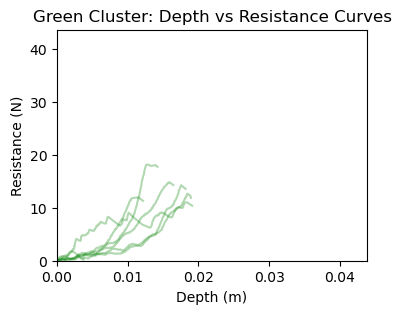 Green Cluster: Depth vs Resistance Curves
40
30
20
10
0
Resistance (N)
0.00 0.01 0.02 0.03 0.04
Depth (m)